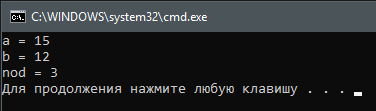 C:\WINDOWS\system32\cmd.exe
a = 15
b = 12
nod = 3
Для продолжения нажмите любую клавишу . . .